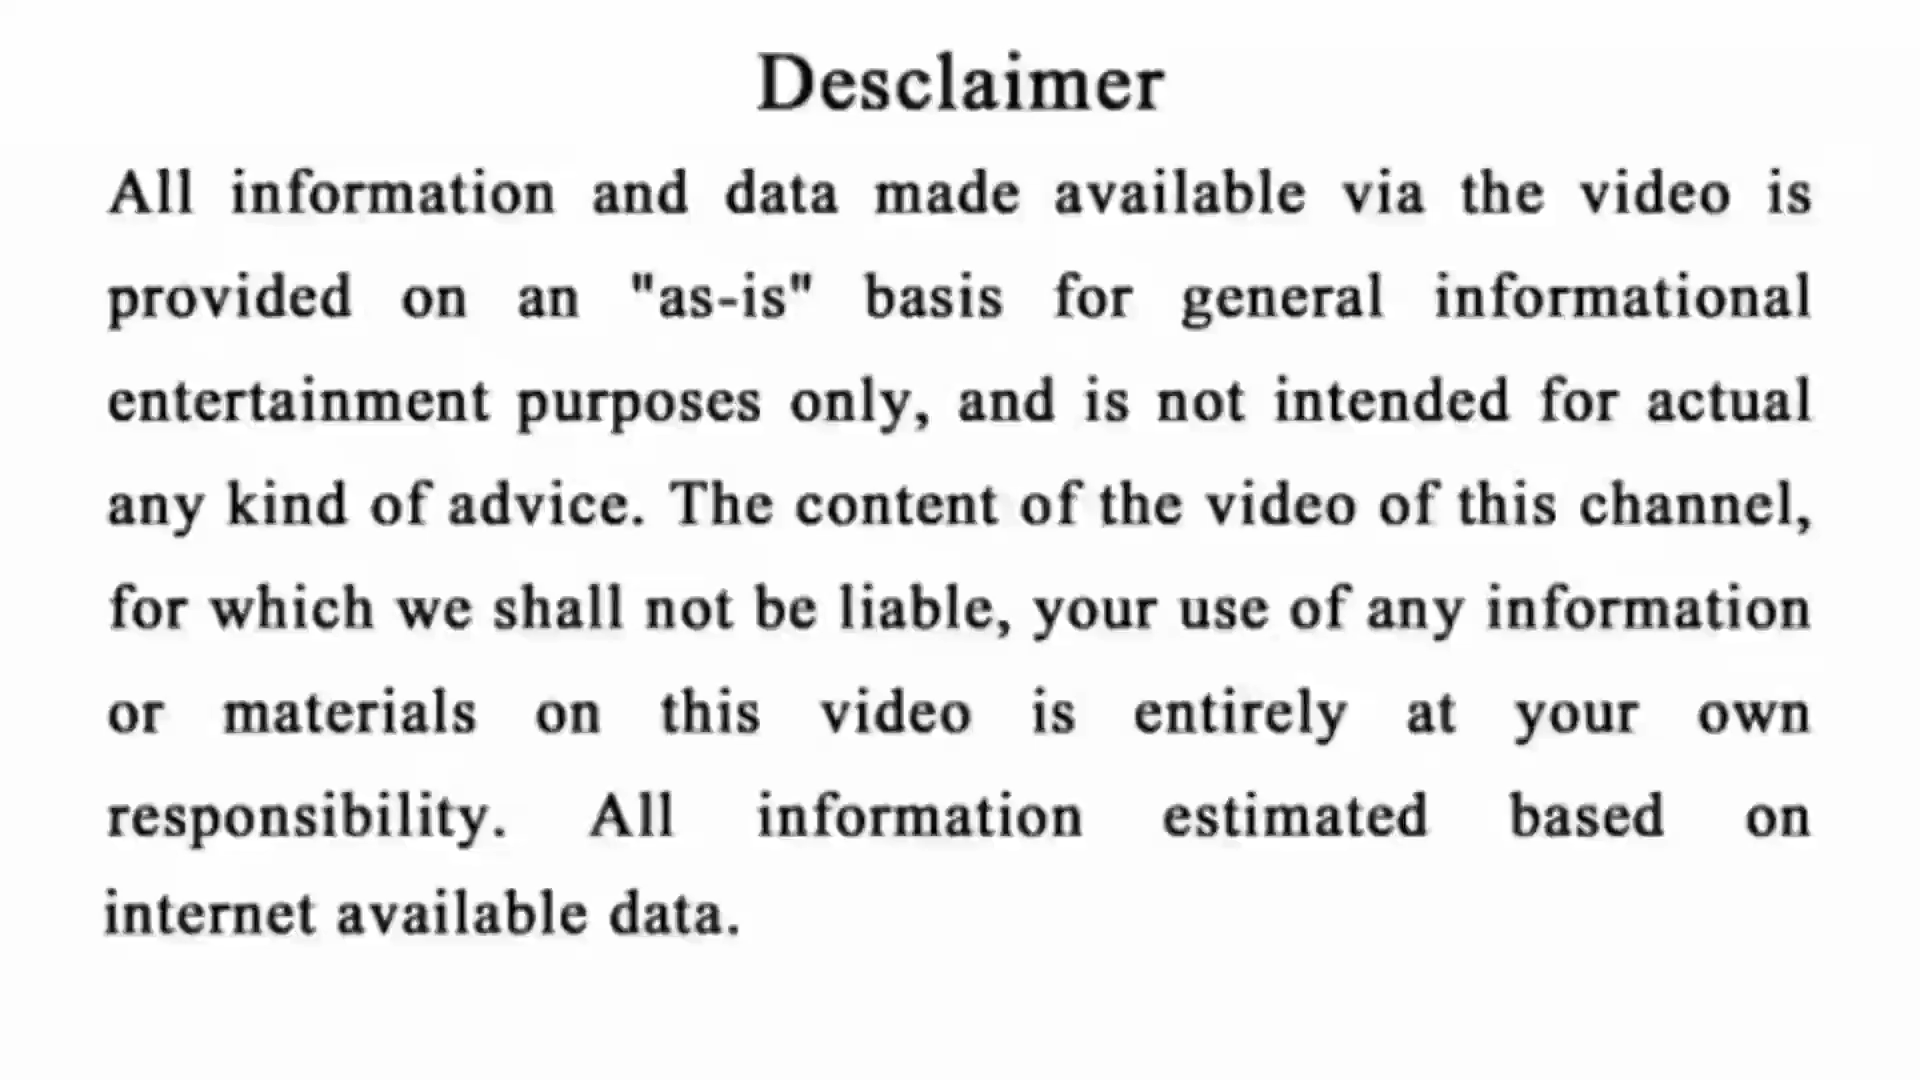 Desclaimer
All information and data made available via the video is
provided on an "as-is" basis for general informational
entertainment purposes only, and is not intended for actual
any kind of advice. The content of the video of this channel,
for which we shall not be liable, your use of any information
or materials on this video is entirely at your own
responsibility. All information estimated based on
internet available data.